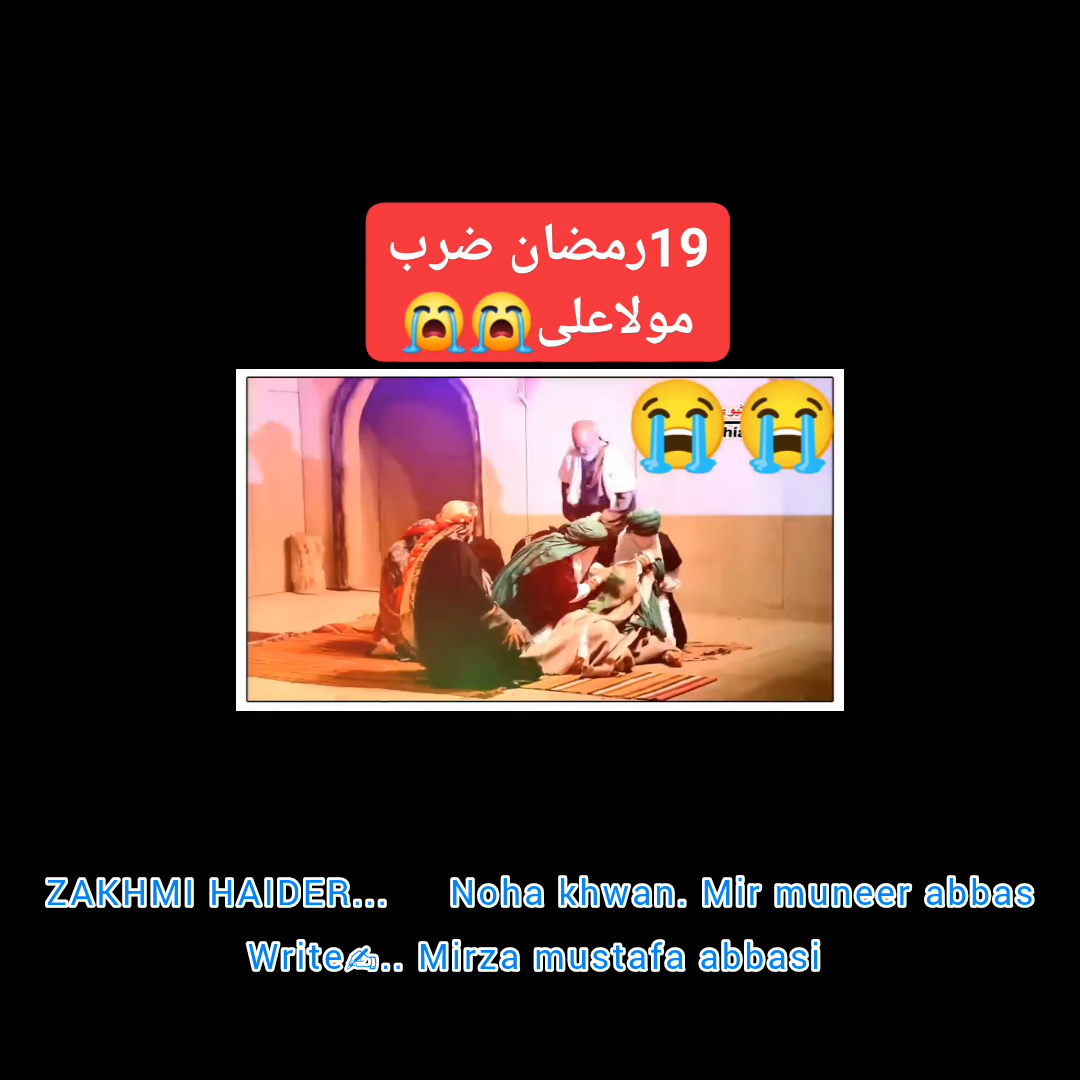 19رمضان ضرب
مولاعلی😭😭
ZAKHMI HAIDER... Noha khwan. Mir muneer abbas
Write✍.. Mirza mustafa abbasi